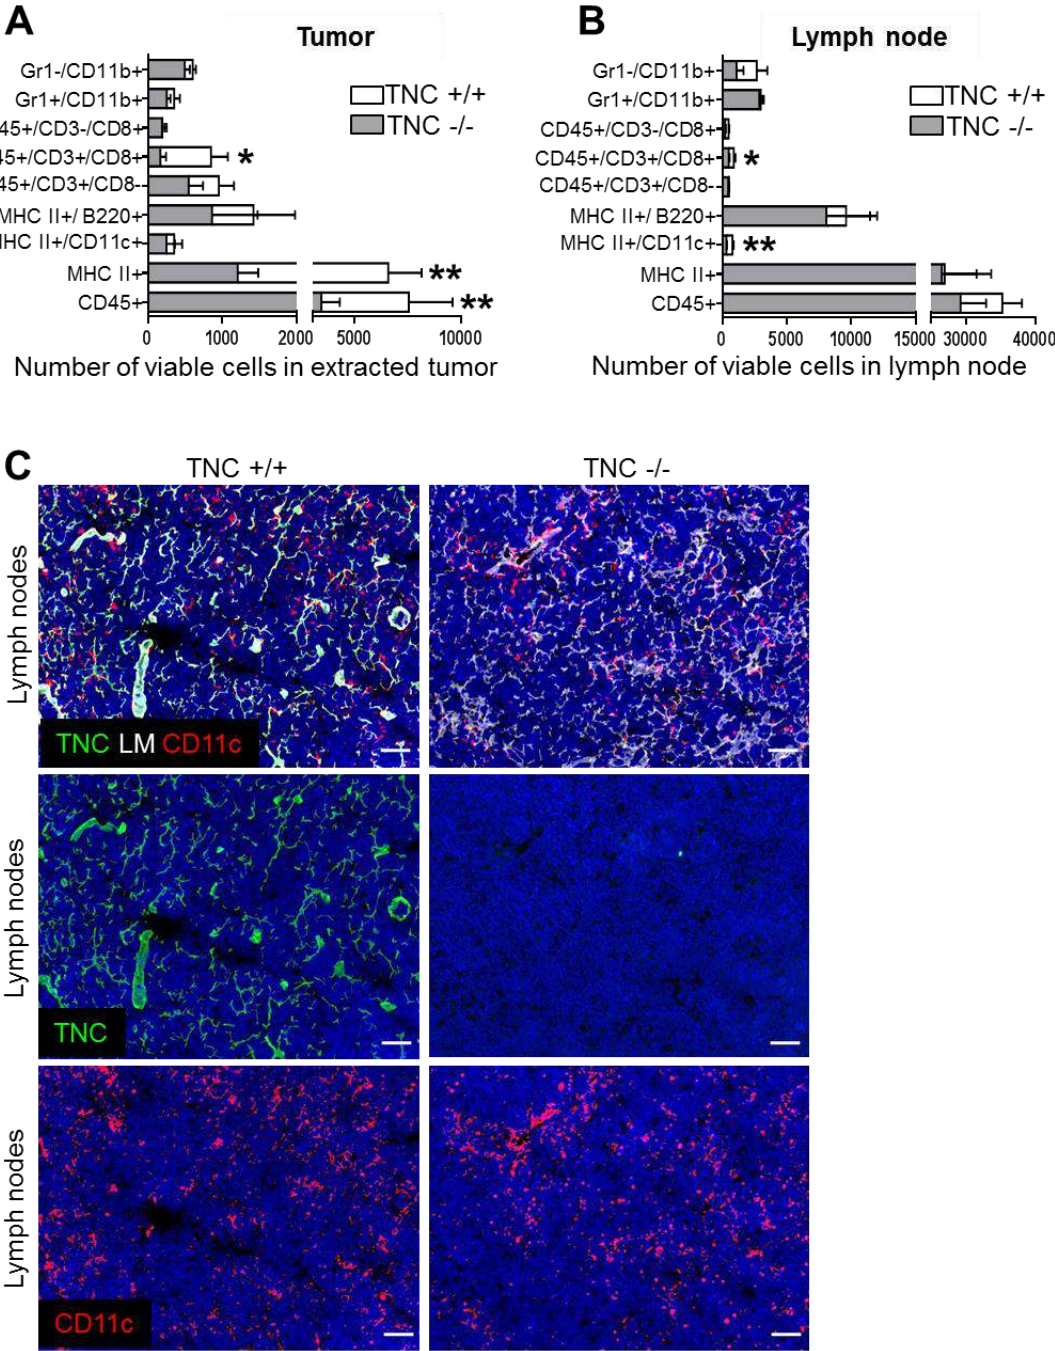 A
Tumor
Gr1-/CD11b+
Gr1+/CD11b+
45+/CD3-/CD8+
45+/CD3+/CD8+
45+/CD3+/CD8-
MHC II+/ B220+
MHC II+/CD11c+
MHC II+
CD45+
TNC +/+
TNC -/-
*
**
**
0 1000 2000 5000 10000
Number of viable cells in extracted tumor
B
Lymph node
Gr1-/CD11b+
Gr1+/CD11b+
CD45+/CD3-/CD8+
CD45+/CD3+/CD8+
CD45+/CD3+/CD8-
MHC II+/ B220+
MHC II+/CD11c+
MHC II+
CD45+
TNC +/+
TNC -/-
*
**
0 5000 10000 15000 30000 40000
Number of viable cells in lymph node
C
TNC +/+ TNC -/-
Lymph nodes
TNC LM CD11c
Lymph nodes
TNC
Lymph nodes
CD11c